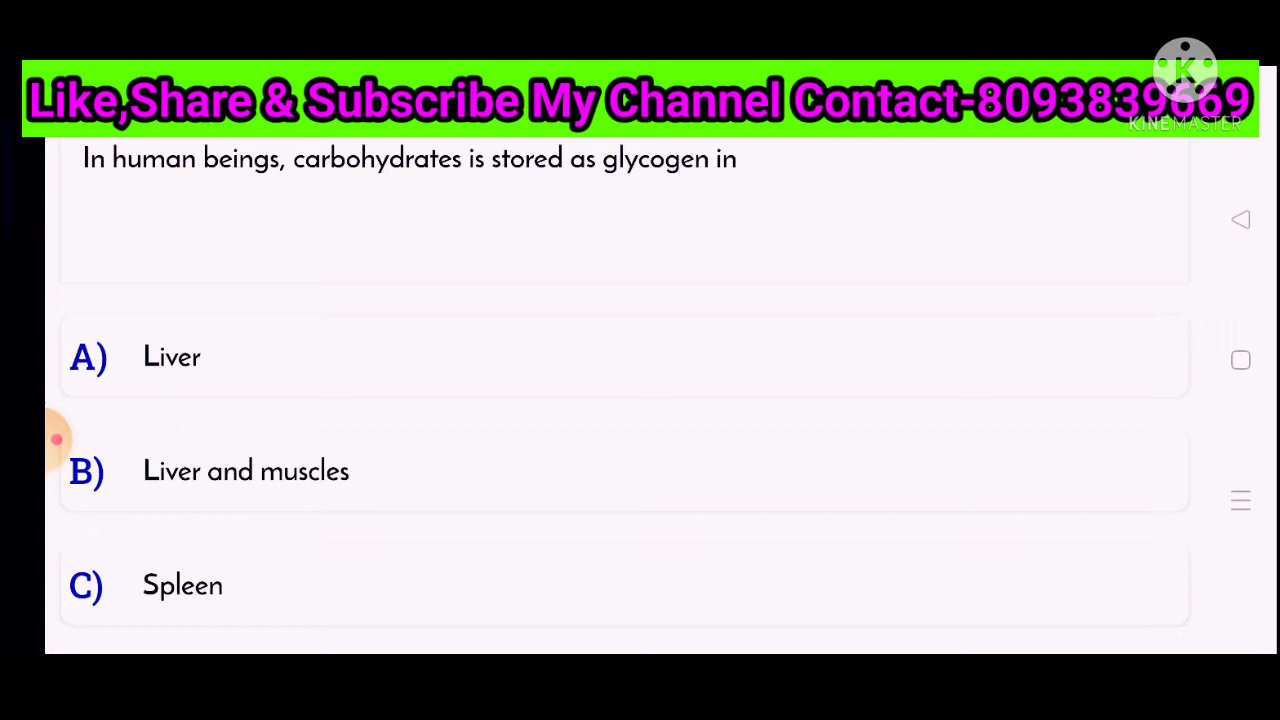 Like,Share & Subscribe My Channel Contact-8093839669
K
KINEMASTER
In human beings, carbohydrates is stored as glycogen in
A) Liver
B) Liver and muscles
C) Spleen